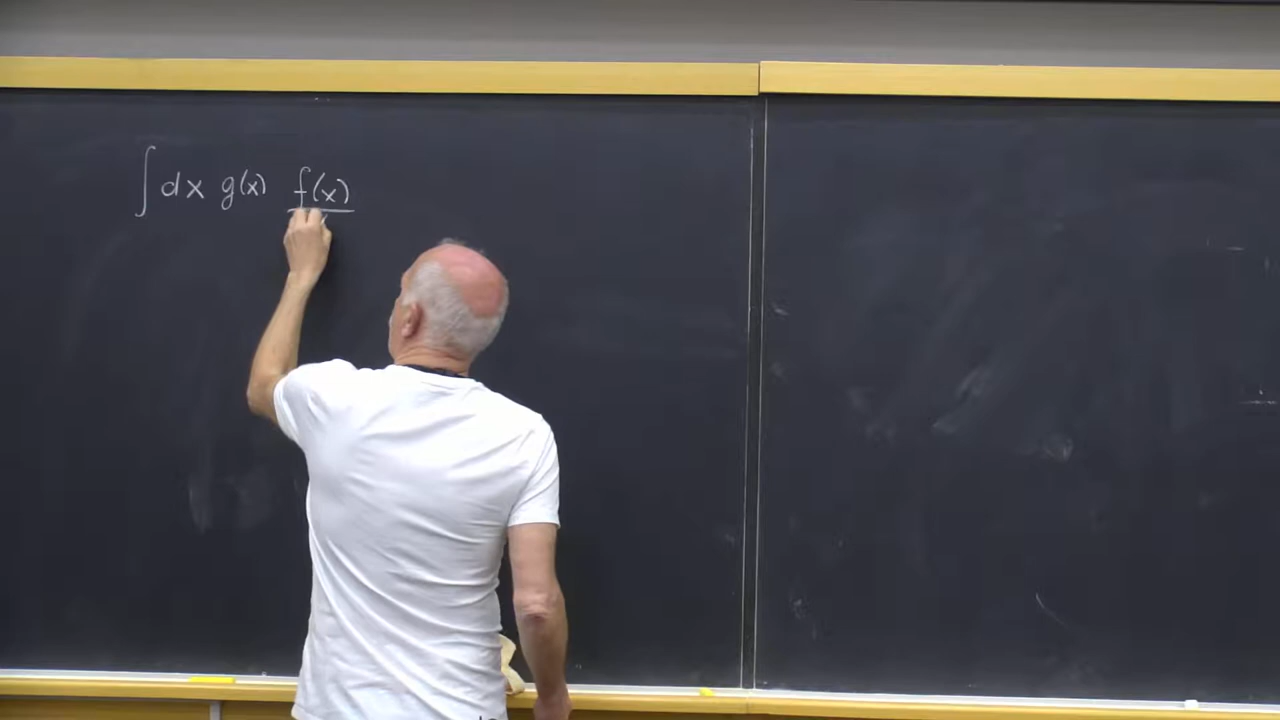 ∫ dx g(x) f(x)